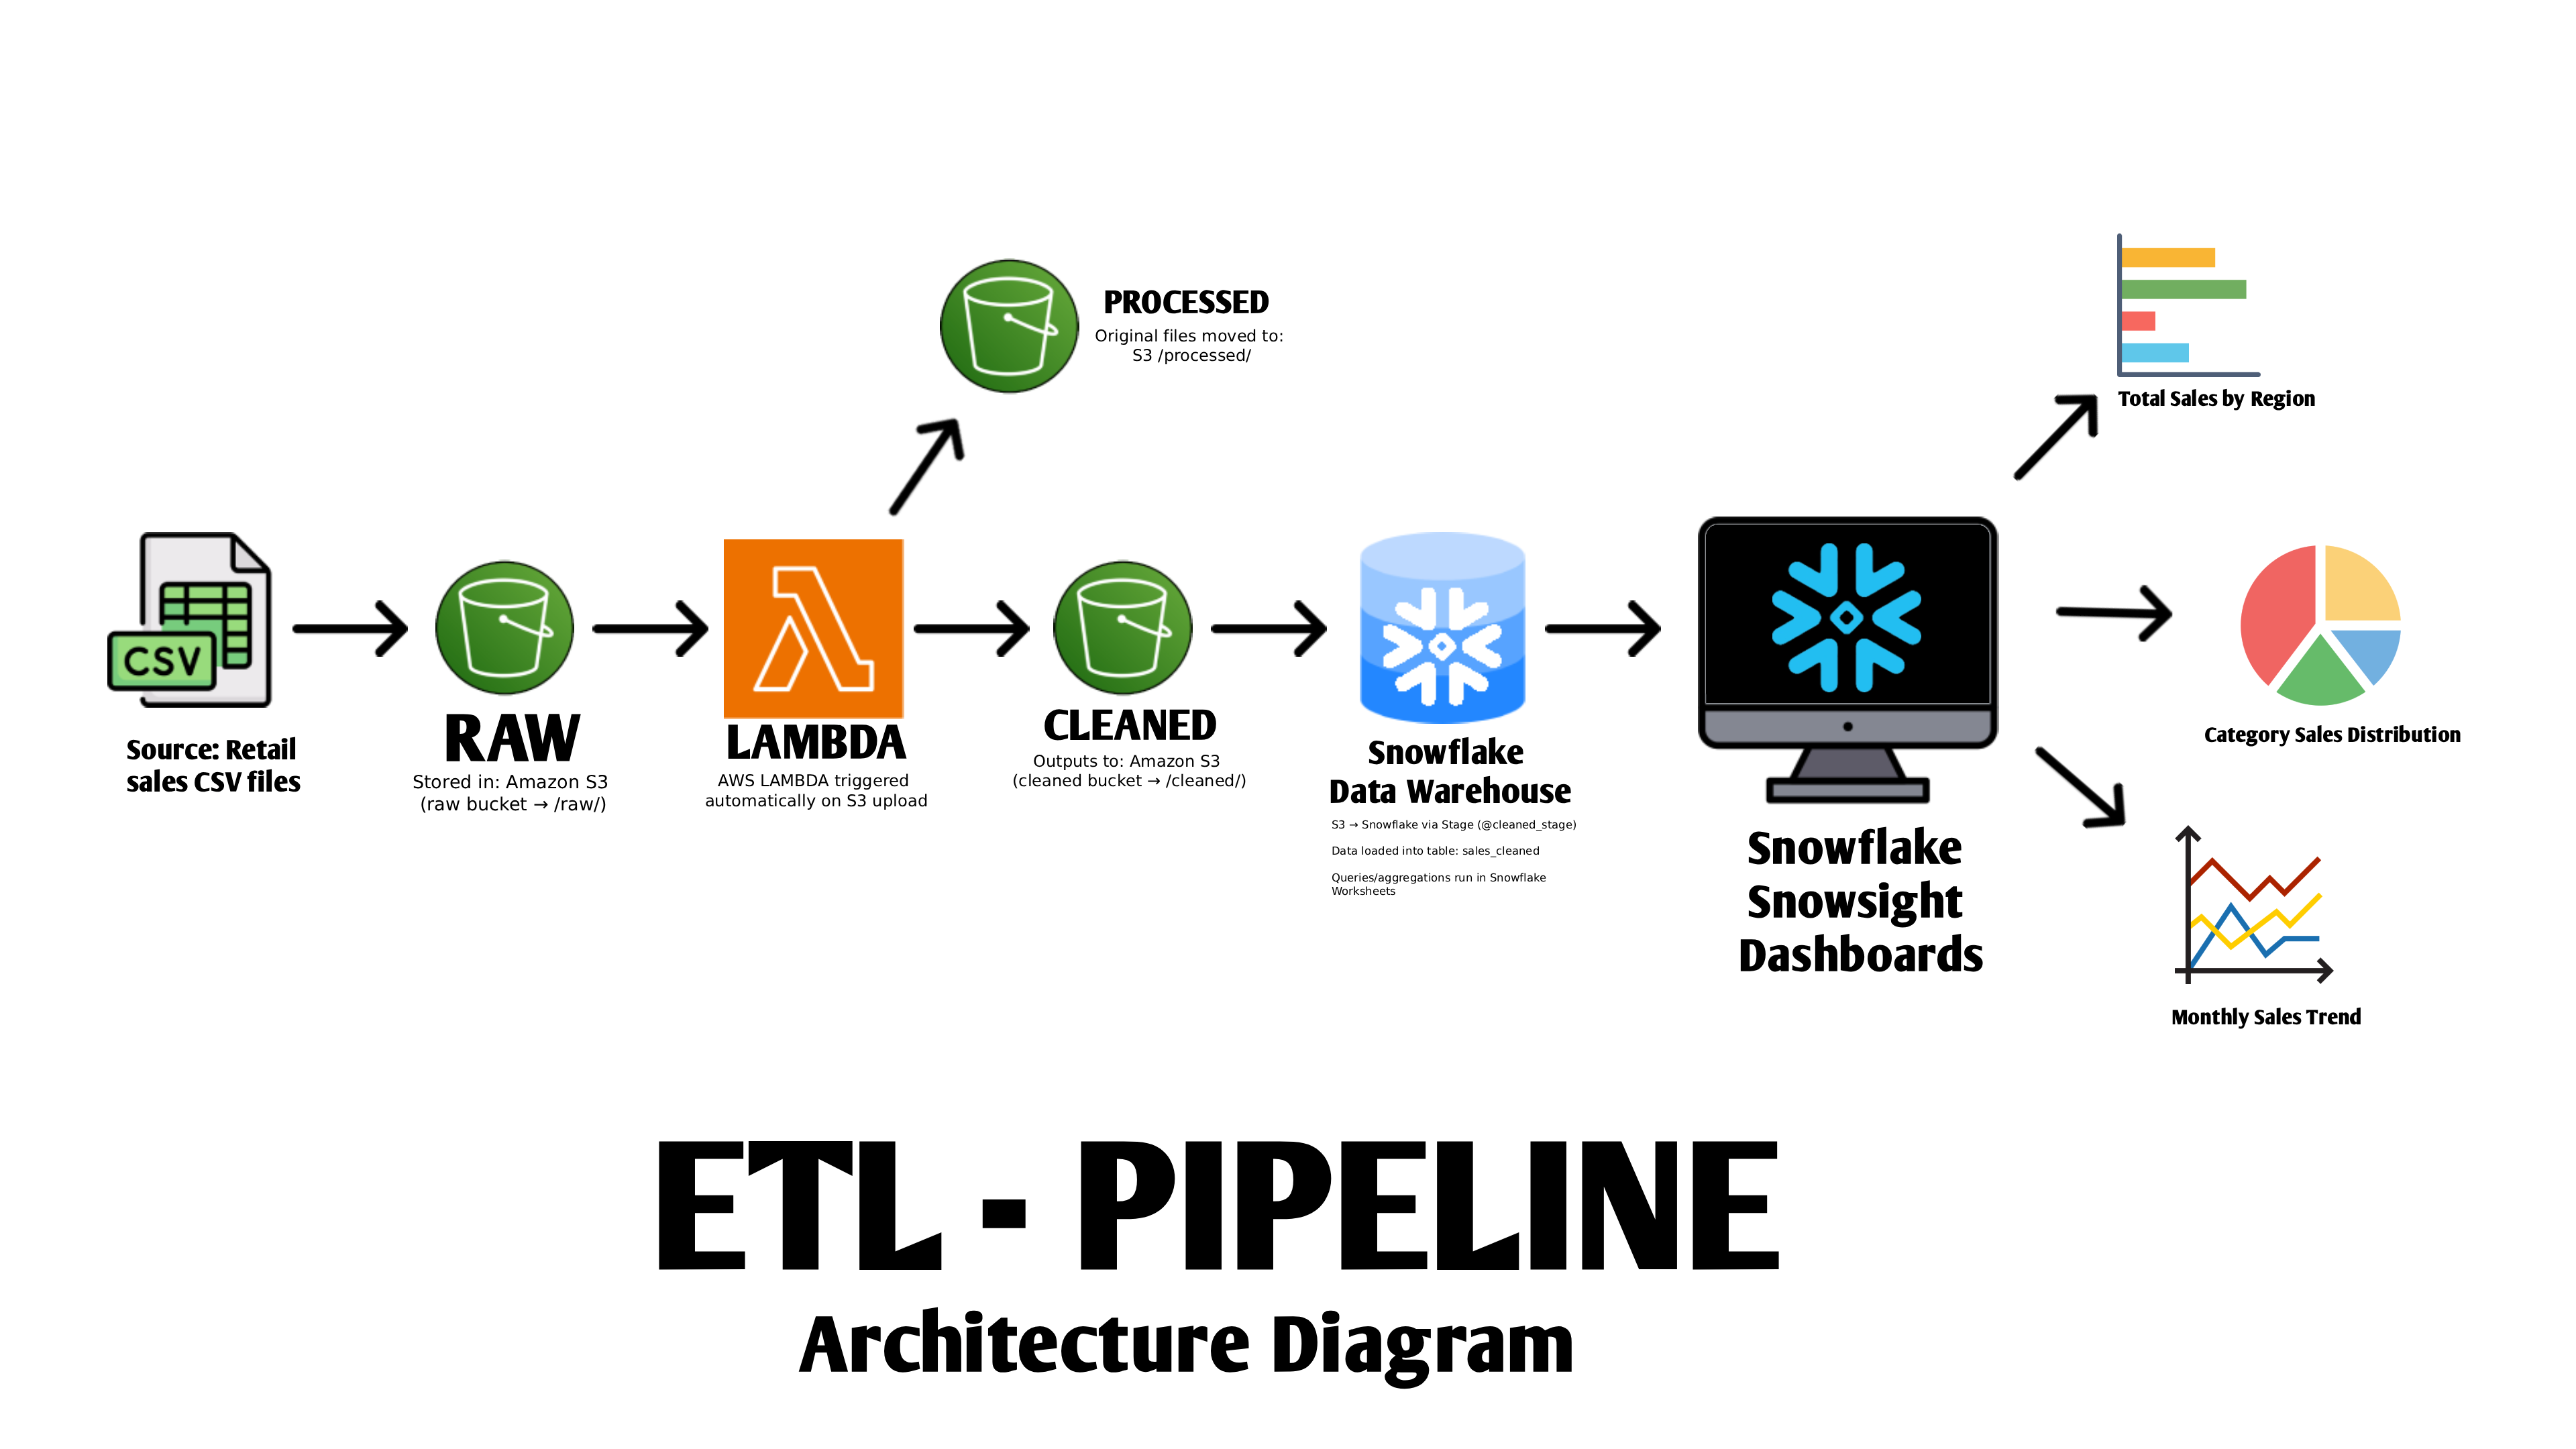 PROCESSED
Original files moved to:
S3 /processed/
Total Sales by Region
CSV
Source: Retail
sales CSV files
RAW
Stored in: Amazon S3
(raw bucket → /raw/)
LAMBDA
AWS LAMBDA triggered
automatically on S3 upload
CLEANED
Outputs to: Amazon S3
(cleaned bucket → /cleaned/)
Snowflake
Data Warehouse
S3 → Snowflake via Stage (@cleaned_stage)
Data loaded into table: sales_cleaned
Queries/aggregations run in Snowflake
Worksheets
Snowflake
Snowsight
Dashboards
Category Sales Distribution
Monthly Sales Trend
ETL - PIPELINE
Architecture Diagram